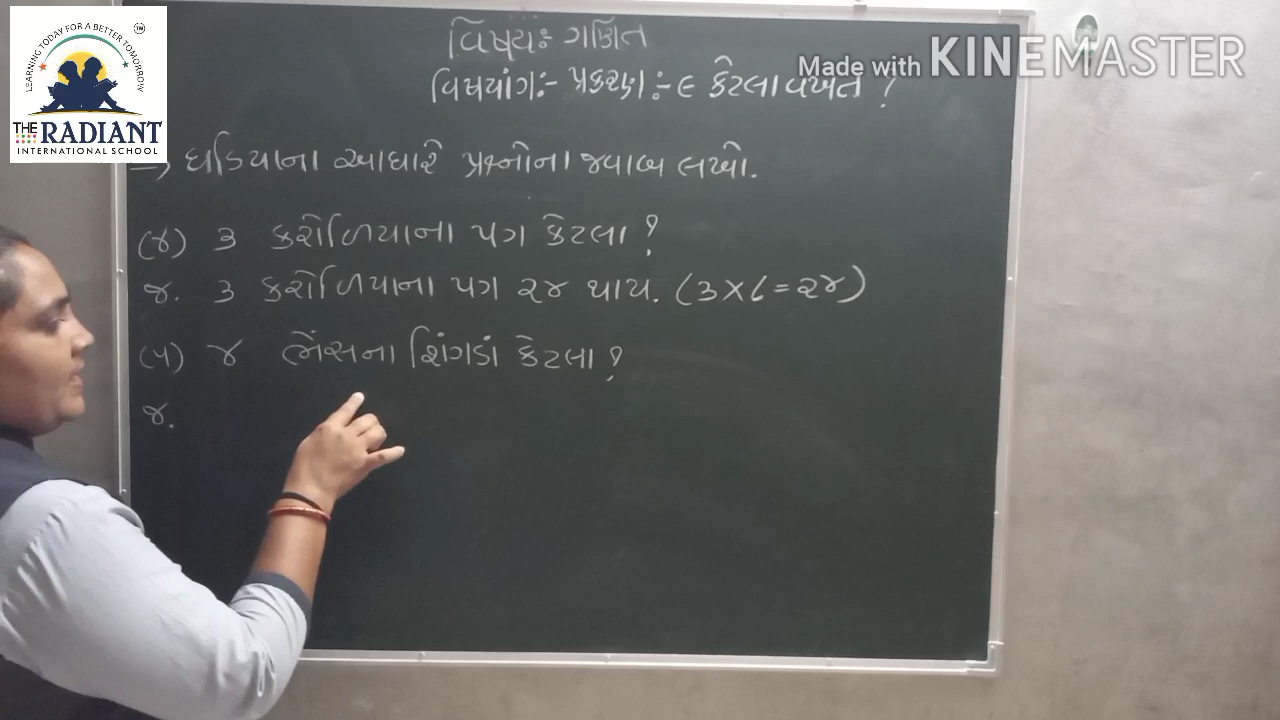 LEARNING TODAY FOR A BETTER TOMORROW
TM
THE RADIANT
INTERNATIONAL SCHOOL
Made with KINEMASTER
વિષયઃ ગણિત
વિષયાંગઃ- પ્રકરણઃ-૯ કેટલા વખત ?
→ ઘડિયાના આધારે પ્રશ્નોના જવાબ લખો.
(૪) ૩ કરોળિયાના પગ કેટલા ?
જ. ૩ કરોળિયાના પગ ૨૪ થાય. (૩×૮=૨૪)
(૫) ૪ ભેંસના શિંગડાં કેટલા ?
જ.